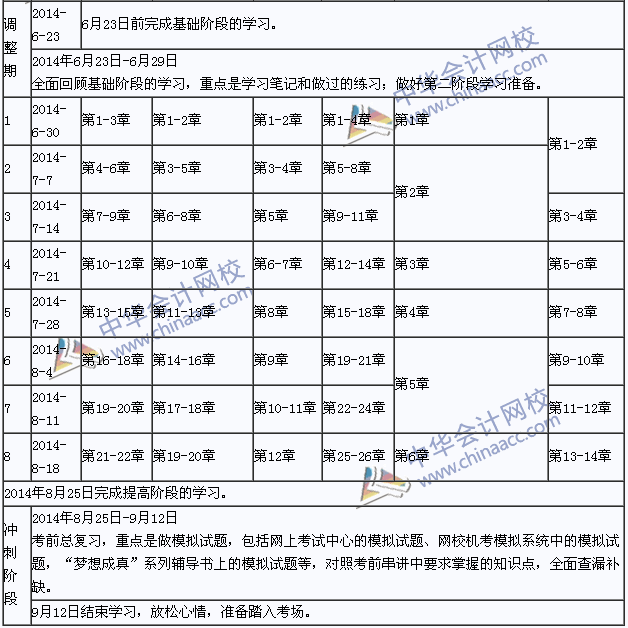 调整期
2014-6-23
6月23日前完成基础阶段的学习。
2014年6月23日-6月29日
全面回顾基础阶段的学习，重点是学习笔记和做过的练习；做好第二阶段学习准备。
1 2014-6-30 第1-3章 第1-2章 第1-2章 第1-4章 第1章 第1-2章
2 2014-7-7 第4-6章 第3-5章 第3-4章 第5-8章 第2章
3 2014-7-14 第7-9章 第6-8章 第5章 第9-11章 第3-4章
4 2014-7-21 第10-12章 第9-10章 第6-7章 第12-14章 第3章 第5-6章
5 2014-7-28 第13-15章 第11-13章 第8章 第15-18章 第4章 第7-8章
6 2014-8-4 第16-18章 第14-16章 第9章 第19-21章 第5章 第9-10章
7 2014-8-11 第19-20章 第17-18章 第10-11章 第22-24章 第11-12章
8 2014-8-18 第21-22章 第19-20章 第12章 第25-26章 第6章 第13-14章
2014年8月25日完成提高阶段的学习。
冲刺阶段
2014年8月25日-9月12日
考前总复习，重点是做模拟试题，包括网上考试中心的模拟试题、网校机考模拟系统中的模拟试
题，“梦想成真”系列辅导书上的模拟试题等，对照考前串讲中要求掌握的知识点，全面查漏补
缺。
9月12日结束学习，放松心情，准备踏入考场。
中华会计网校
www.chinaacc.com
中华会计网校
www.chinaacc.com
中华会计网校
www.chinaacc.com